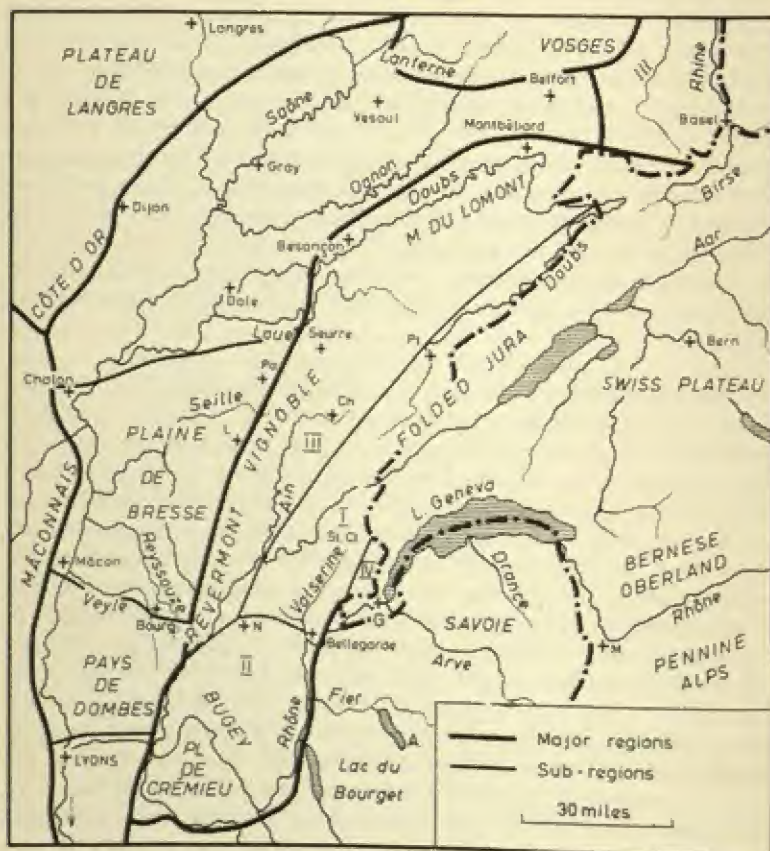 Langres
PLATEAU
DE
LANGRES
Lanterne
VOSGES
Belfort
III
Rhine
Saône
Vesoul
Montbéliard
Basel
Gray
Ognon
Doubs
M. DU LOMONT
Birse
Dijon
Besançon
Doubs
Aar
CÔTE D'OR
Dole
Loue
Seurre
Pt
Bern
Chalon
Pa
FOLDED JURA
SWISS PLATEAU
Seille
VIGNOBLE
Ch
PLAINE
DE
BRESSE
L
III
Ain
MÂCONNAIS
Reyssouze
REVERMONT
I
St. Cl.
L. Geneva
Mâcon
Valserine
IV
Drance
BERNESE
OBERLAND
Veyle
Bourg
N
G
SAVOIE
Rhône
Bellegarde
M
II
Arve
PENNINE
ALPS
PAYS
DE
DOMBES
BUGEY
Rhône
Fier
A
LYONS
PL
DE
CRÉMIEU
Lac du
Bourget
Major regions
Sub-regions
30 miles